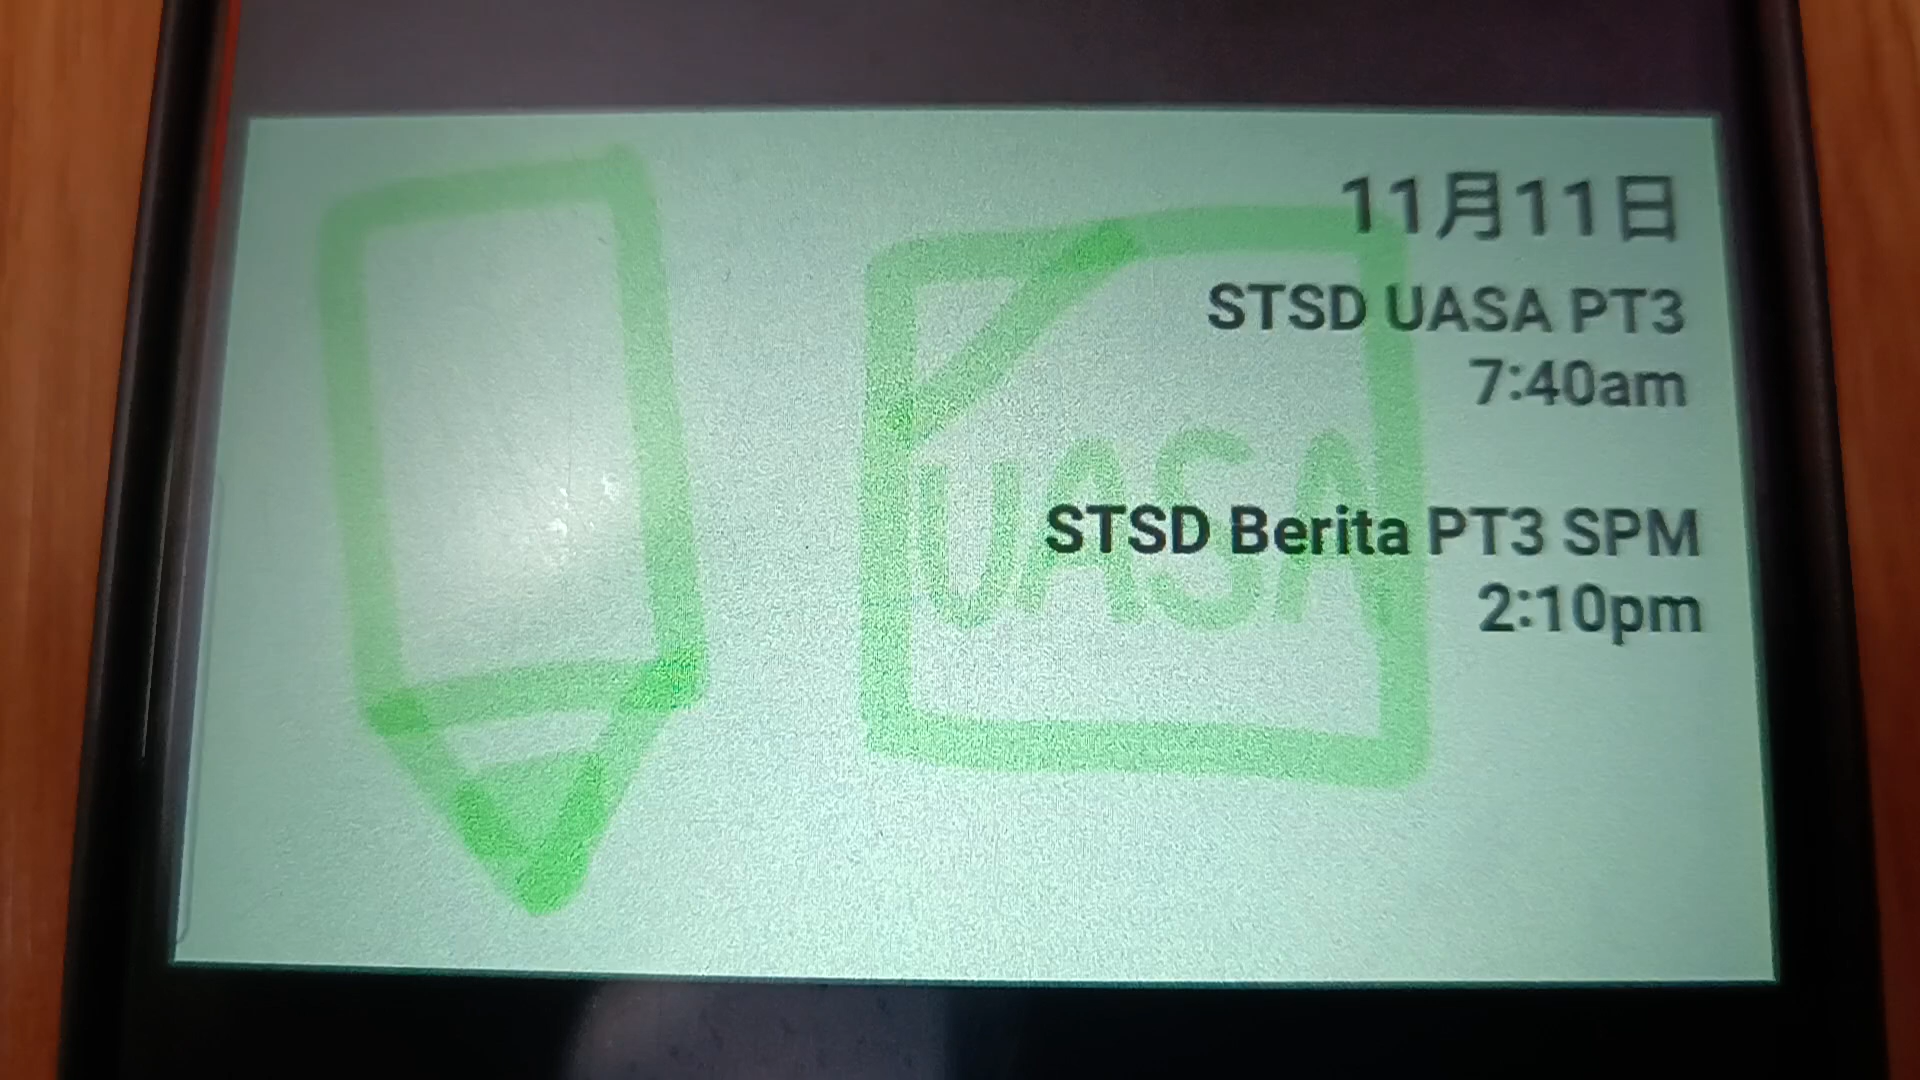 11月11日
STSD UASA PT3
7:40am
UASA
STSD Berita PT3 SPM
2:10pm